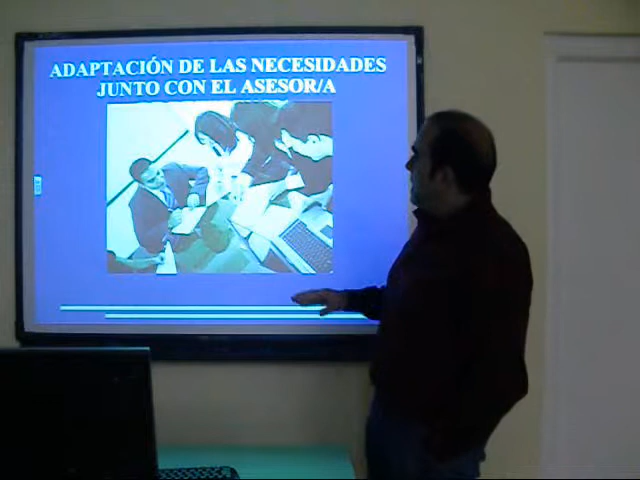 ADAPTACIÓN DE LAS NECESIDADES
JUNTO CON EL ASESOR/A